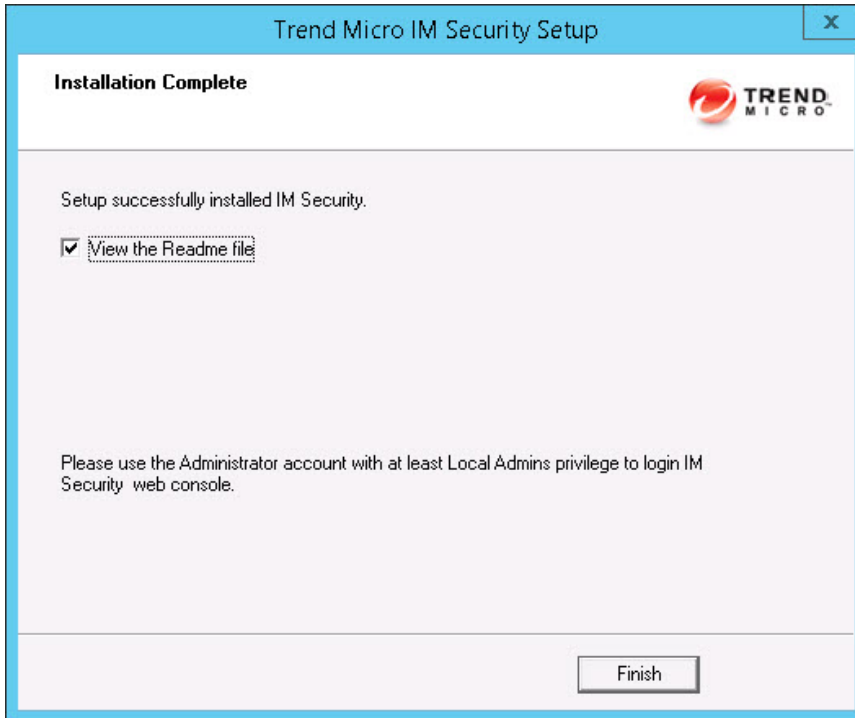 Trend Micro IM Security Setup
x
Installation Complete
TREND
MICRO
Setup successfully installed IM Security.
View the Readme file
Please use the Administrator account with at least Local Admins privilege to login IM
Security web console.
Finish